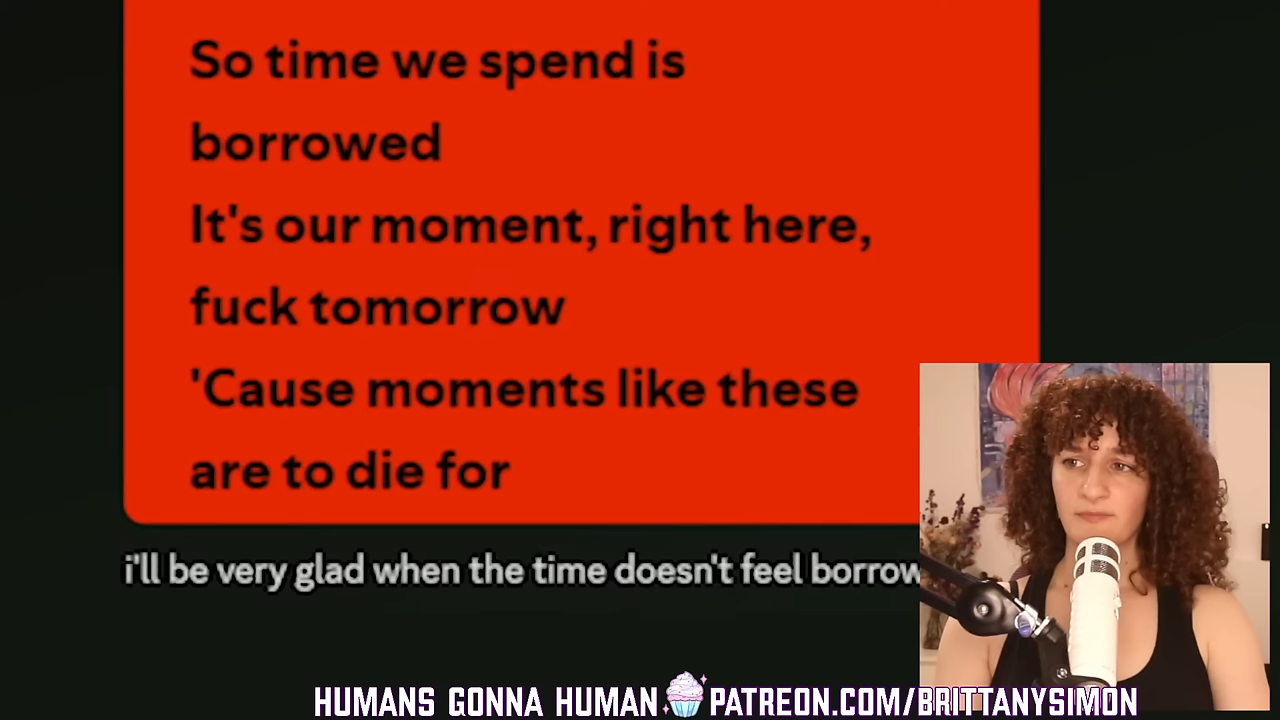 So time we spend is
borrowed
It's our moment, right here,
fuck tomorrow
'Cause moments like these
are to die for
i'll be very glad when the time doesn't feel
HUMANS GONNA HUMAN PATREON.COM/BRITTANYSIMON